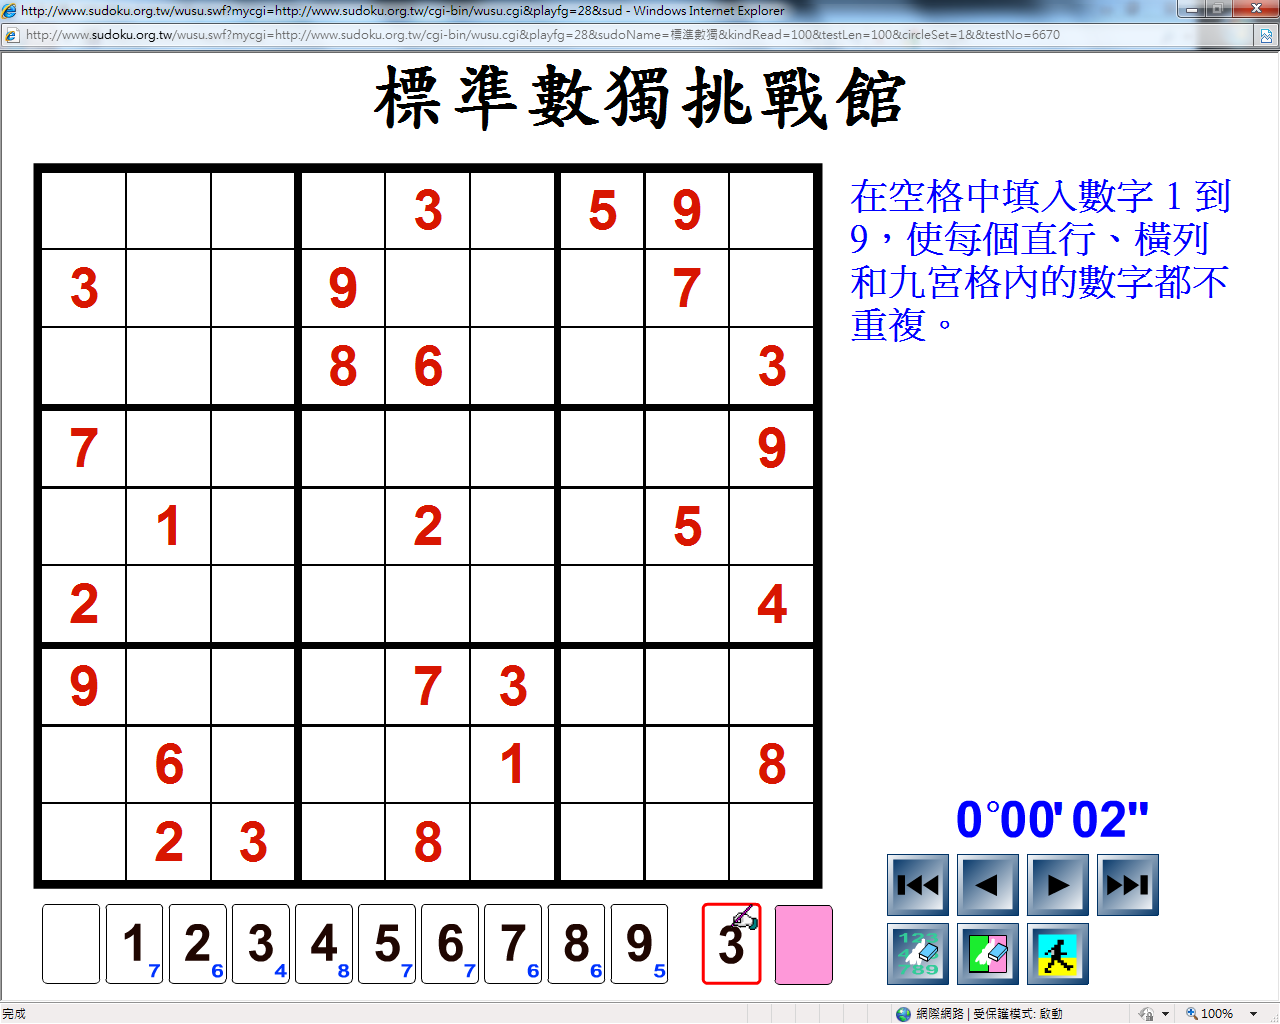 http://www.sudoku.org.tw/wusu.swf?mycgi=http://www.sudoku.org.tw/cgi-bin/wusu.cgi&playfg=28&sud - Windows Internet Explorer
http://www.sudoku.org.tw/wusu.swf?mycgi=http://www.sudoku.org.tw/cgi-bin/wusu.cgi&playfg=28&sudoName=標準數獨&kindRead=100&testLen=100&circleSet=1&&testNo=6670
標準數獨挑戰館
3 5 9
3 9 7
8 6 3
7 9
1 2 5
2 4
9 7 3
6 1 8
2 3 8
在空格中填入數字 1 到
9，使每個直行、橫列
和九宮格內的數字都不
重複。
0°00'02"
1 2 3 4 5 6 7 8 9 3
7 6 4 8 7 7 6 6 5
123
789
完成
網際網路 | 受保護模式: 啟動
100%